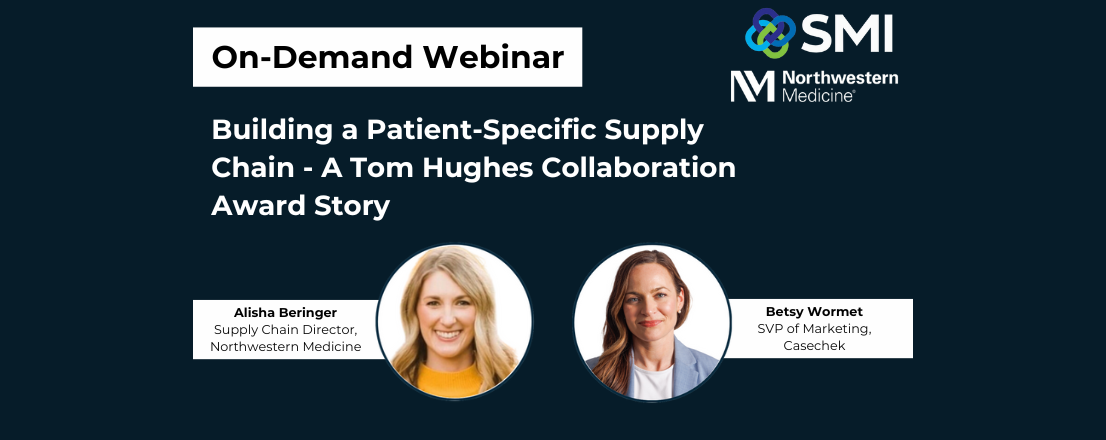 On-Demand Webinar
SMI
Northwestern
Medicine®
Building a Patient-Specific Supply
Chain - A Tom Hughes Collaboration
Award Story
Alisha Beringer
Supply Chain Director,
Northwestern Medicine
Betsy Wormet
SVP of Marketing,
Casechek